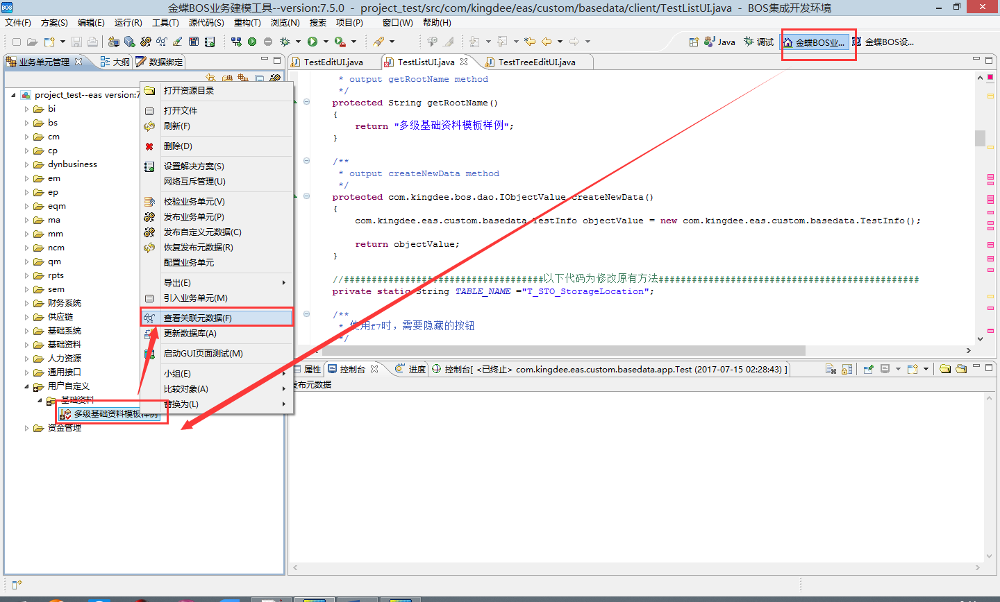 BOS 金蝶BOS业务建模工具--version:7.5.0 - project_test/src/com/kingdee/eas/custom/basedata/client/TestListUI.java - BOS集成开发环境
文件(F) 方案(S) 编辑(E) 运行(R) 工具(T) 源代码(S) 重构(T) 浏览(N) 搜索 项目(P) 窗口(W) 帮助(H)
Java 调试 金蝶BOS业... 金蝶BOS设...
业务单元管理 大纲 数据绑定
TestEditUI.java TestListUI.java TestTreeEditUI.java
project_test--eas version:7
bi
bs
cm
cp
dynbusiness
em
ep
eqm
ma
mm
ncm
qm
rpts
sem
财务系统
供应链
基础系统
基础资料
人力资源
通用接口
用户自定义
基础资料
多级基础资料模板样例
资金管理
打开资源目录
打开文件
刷新(F)
删除(D)
设置解决方案(S)
网络互斥管理(U)
校验业务单元(V)
发布业务单元(P)
发布自定义元数据(C)
恢复发布元数据(R)
配置业务单元
导出(E)
引入业务单元(M)
查看关联元数据(F)
更新数据库(A)
启动GUI页面测试(M)
小组(E)
比较对象(A)
替换为(L)
* output getRootName method
*/
protected String getRootName()
{
return "多级基础资料模板样例";
}
/**
* output createNewData method
*/
protected com.kingdee.bos.dao.IObjectValue createNewData()
{
com.kingdee.eas.custom.basedata.TestInfo objectValue = new com.kingdee.eas.custom.basedata.TestInfo();
return objectValue;
}
//####################################以下代码为修改原有方法###############################################
private static String TABLE_NAME ="T_STO_StorageLocation";
/**
* 使用f7时，需要隐藏的按钮
*/
属性 控制台 进度 控制台[ <已终止> com.kingdee.eas.custom.basedata.app.Test (2017-07-15 02:28:43) ]
发布元数据